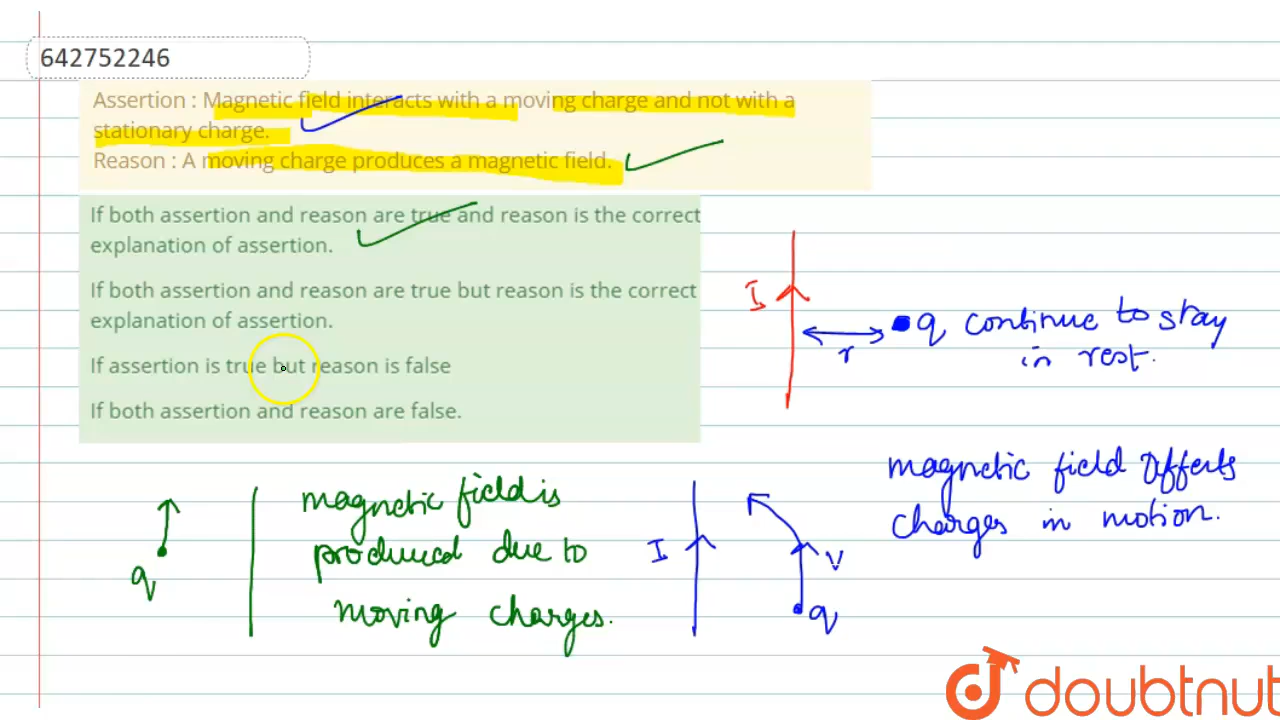 642752246
Assertion : Magnetic field interacts with a moving charge and not with a
stationary charge.
Reason : A moving charge produces a magnetic field.
If both assertion and reason are true and reason is the correct
explanation of assertion.
If both assertion and reason are true but reason is the correct
explanation of assertion.
If assertion is true but reason is false
If both assertion and reason are false.
I
q continue to stay
in rest.
r
magnetic field affects
charges in motion.
q
magnetic field is
produced due to
moving charges.
I
V
q
doubtnut